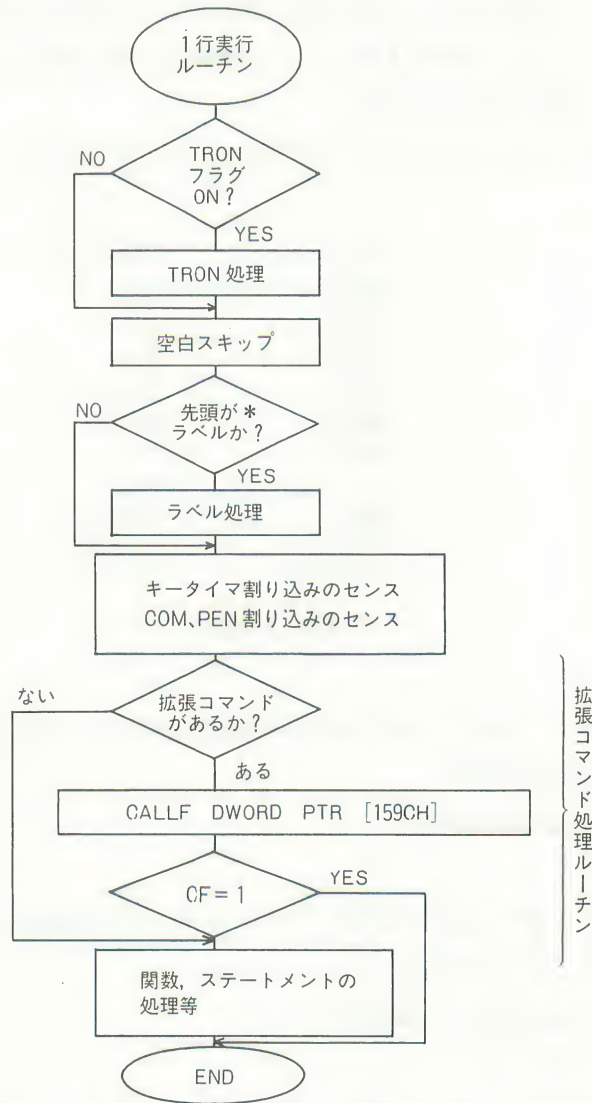 1行実行
ルーチン
NO
TRON
フラグ
ON?
YES
TRON 処理
空白スキップ
NO
先頭が*
ラベルか?
YES
ラベル処理
キータイマ割り込みのセンス
COM、PEN 割り込みのセンス
ない
拡張コマンド
があるか?
ある
CALLF DWORD PTR [159CH]
CF=1
YES
関数,ステートメントの
処理等
END
拡張コマンド処理ルーチン